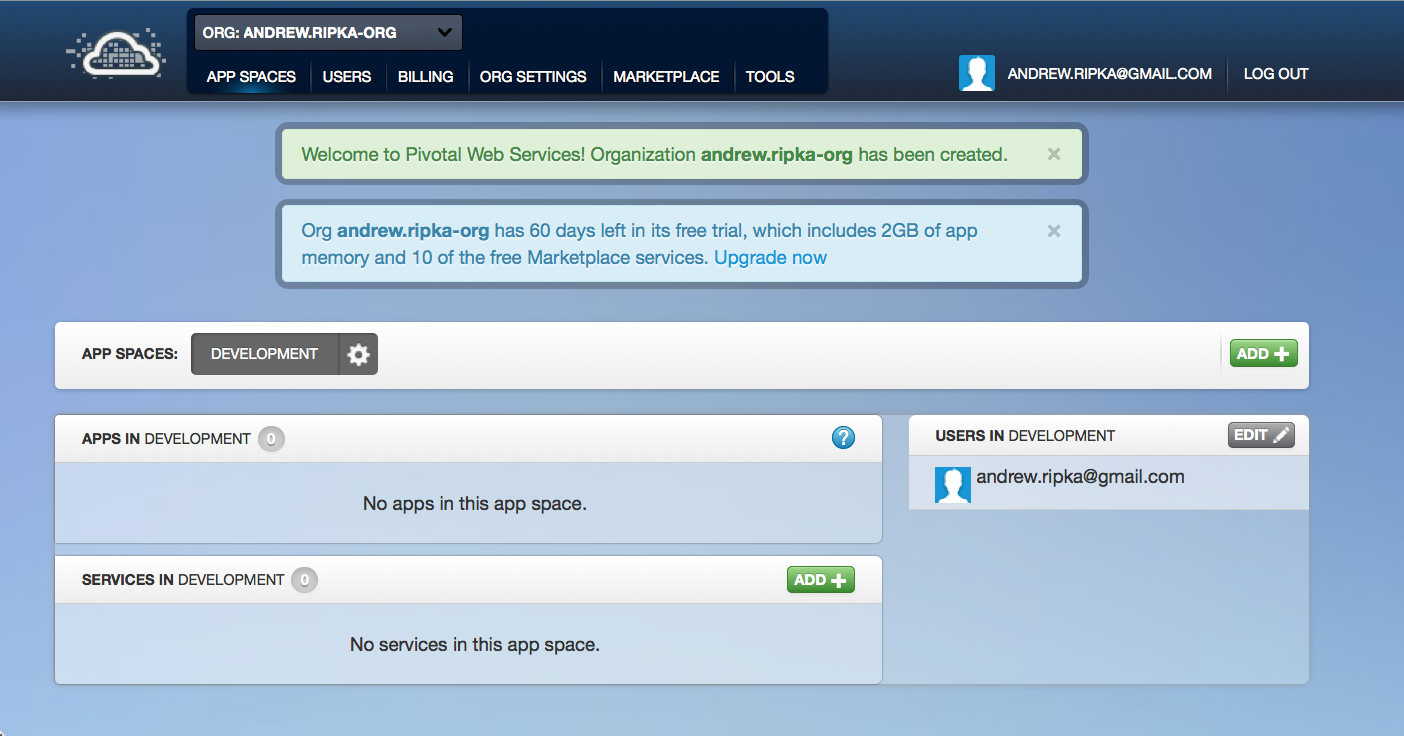 ORG: ANDREW.RIPKA-ORG
APP SPACES USERS BILLING ORG SETTINGS MARKETPLACE TOOLS
ANDREW.RIPKA@GMAIL.COM LOG OUT
Welcome to Pivotal Web Services! Organization andrew.ripka-org has been created. ×
Org andrew.ripka-org has 60 days left in its free trial, which includes 2GB of app ×
memory and 10 of the free Marketplace services. Upgrade now
APP SPACES: DEVELOPMENT ADD +
APPS IN DEVELOPMENT 0 ?
No apps in this app space.
SERVICES IN DEVELOPMENT 0 ADD +
No services in this app space.
USERS IN DEVELOPMENT EDIT
andrew.ripka@gmail.com